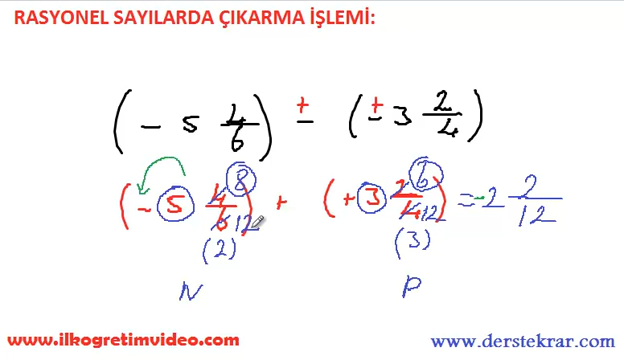 RASYONEL SAYILARDA ÇIKARMA İŞLEMİ:
(- 5 4/6) ± (± 3 2/4)
(- 5 4/6 8/12) + (+ 3 2/4 6/12) = -2 2/12
(2) (3)
N P
www.ilkogretimvideo.com www.derstekrar.com